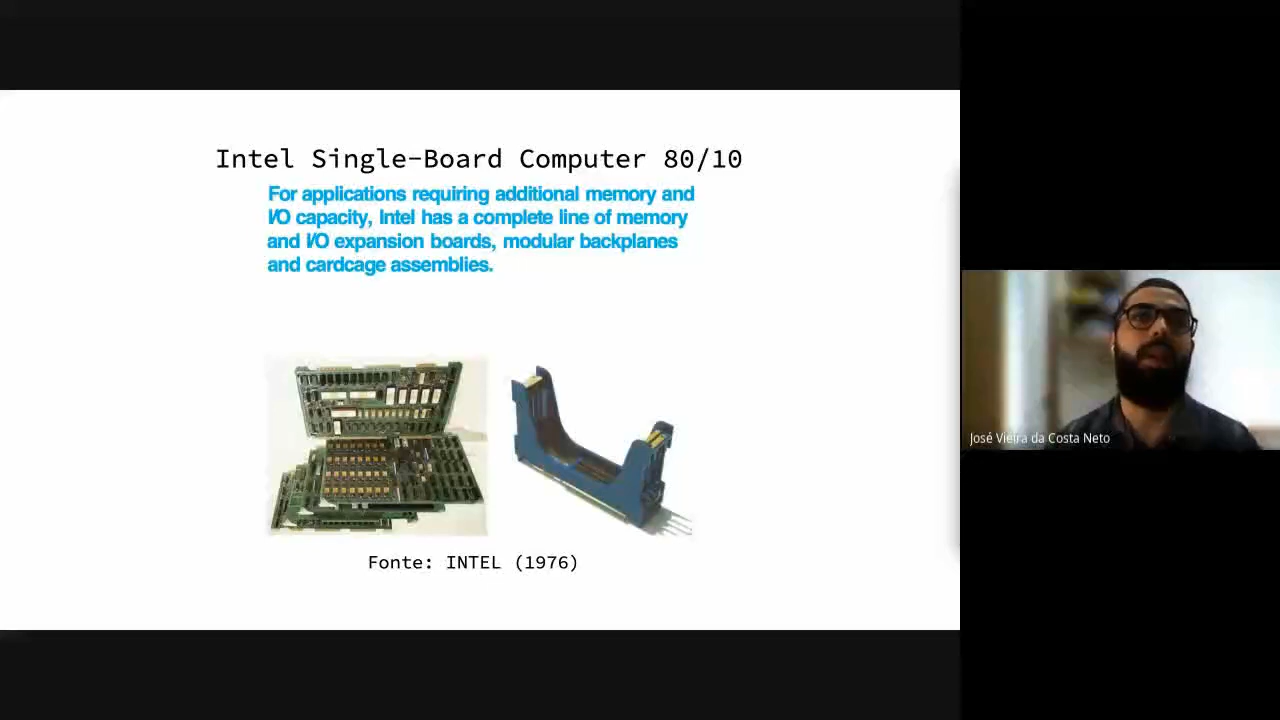 Intel Single-Board Computer 80/10
For applications requiring additional memory and
I/O capacity, Intel has a complete line of memory
and I/O expansion boards, modular backplanes
and cardcage assemblies.
Fonte: INTEL (1976)
José Vieira da Costa Neto